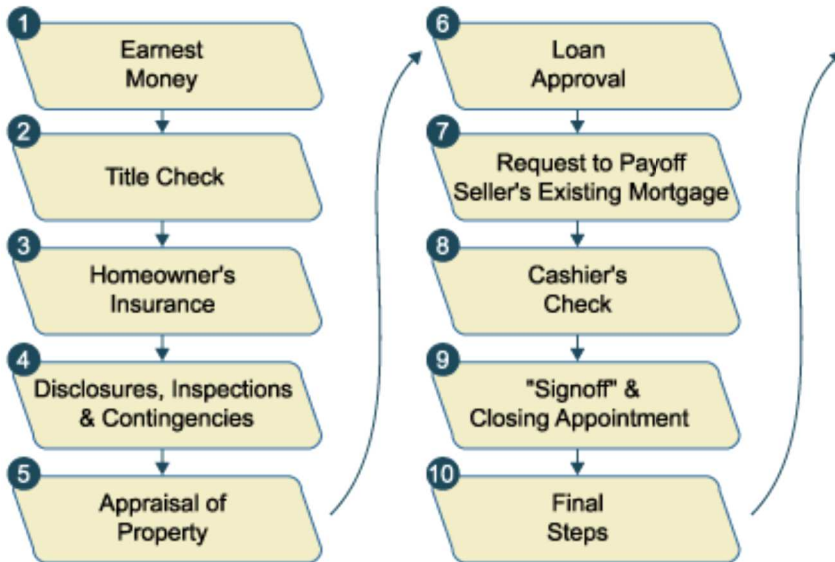 1
Earnest
Money
2
Title Check
3
Homeowner's
Insurance
4
Disclosures, Inspections
& Contingencies
5
Appraisal of
Property
6
Loan
Approval
7
Request to Payoff
Seller's Existing Mortgage
8
Cashier's
Check
9
"Signoff" &
Closing Appointment
10
Final
Steps